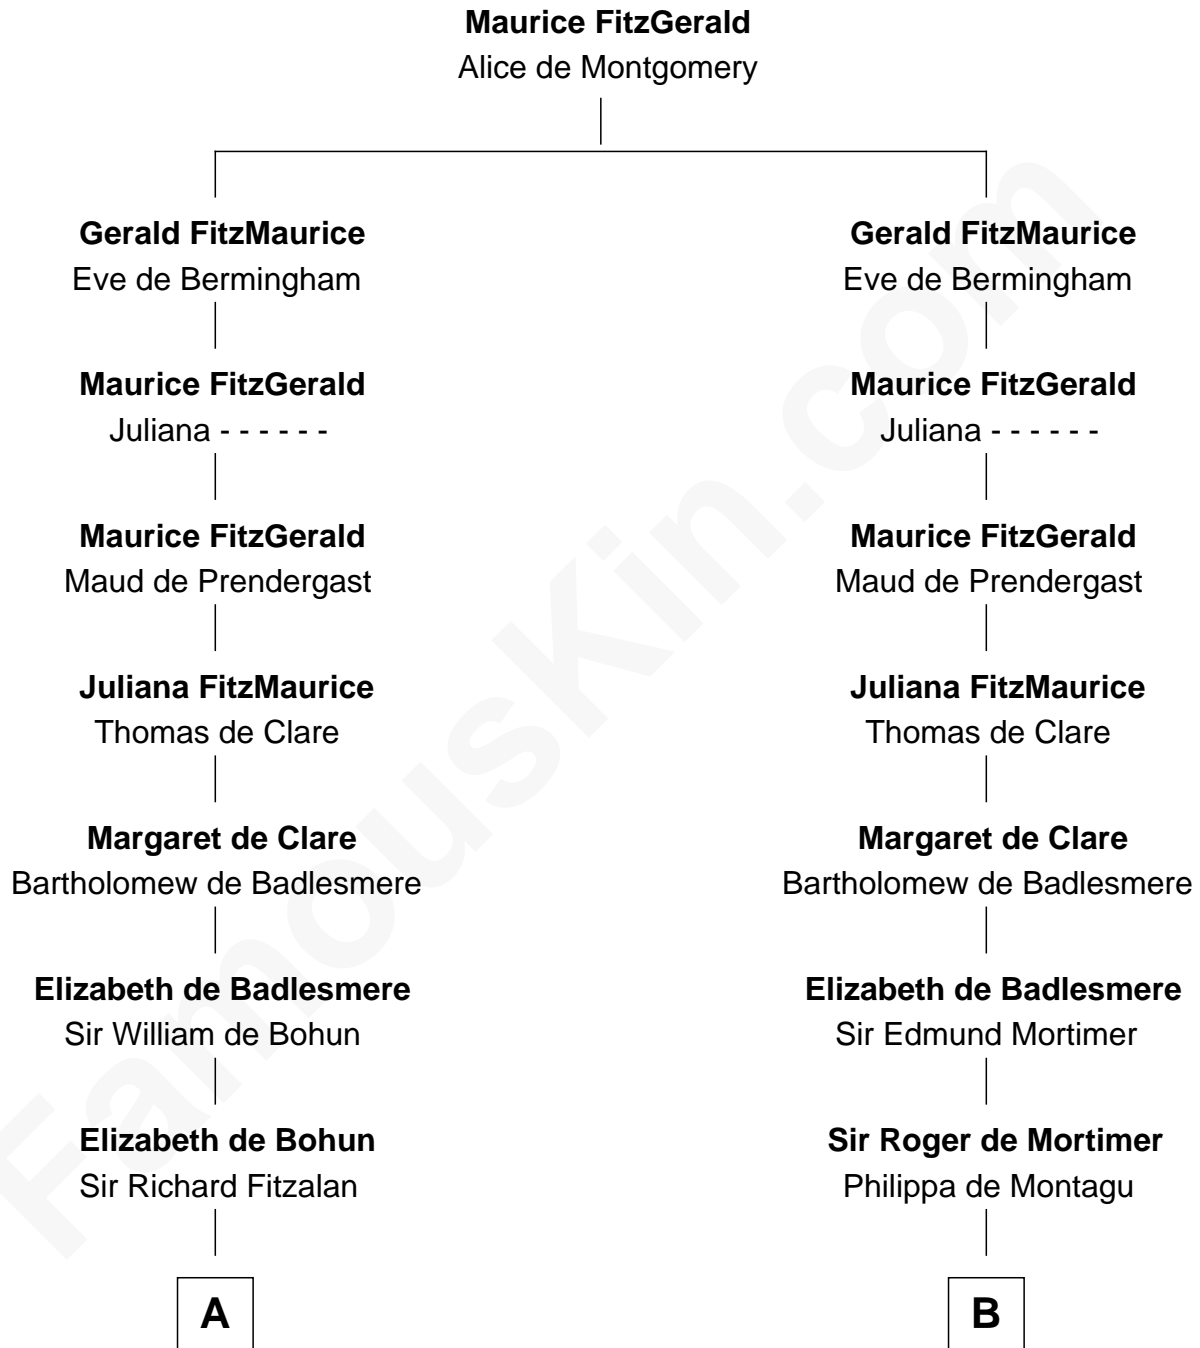 Maurice FitzGerald
Alice de Montgomery
Gerald FitzMaurice
Eve de Bermingham
Maurice FitzGerald
Juliana - - - - - -
Maurice FitzGerald
Maud de Prendergast
Juliana FitzMaurice
Thomas de Clare
Margaret de Clare
Bartholomew de Badlesmere
Elizabeth de Badlesmere
Sir William de Bohun
Elizabeth de Bohun
Sir Richard Fitzalan
A
Gerald FitzMaurice
Eve de Bermingham
Maurice FitzGerald
Juliana - - - - - -
Maurice FitzGerald
Maud de Prendergast
Juliana FitzMaurice
Thomas de Clare
Margaret de Clare
Bartholomew de Badlesmere
Elizabeth de Badlesmere
Sir Edmund Mortimer
Sir Roger de Mortimer
Philippa de Montagu
B
FamousKin.com